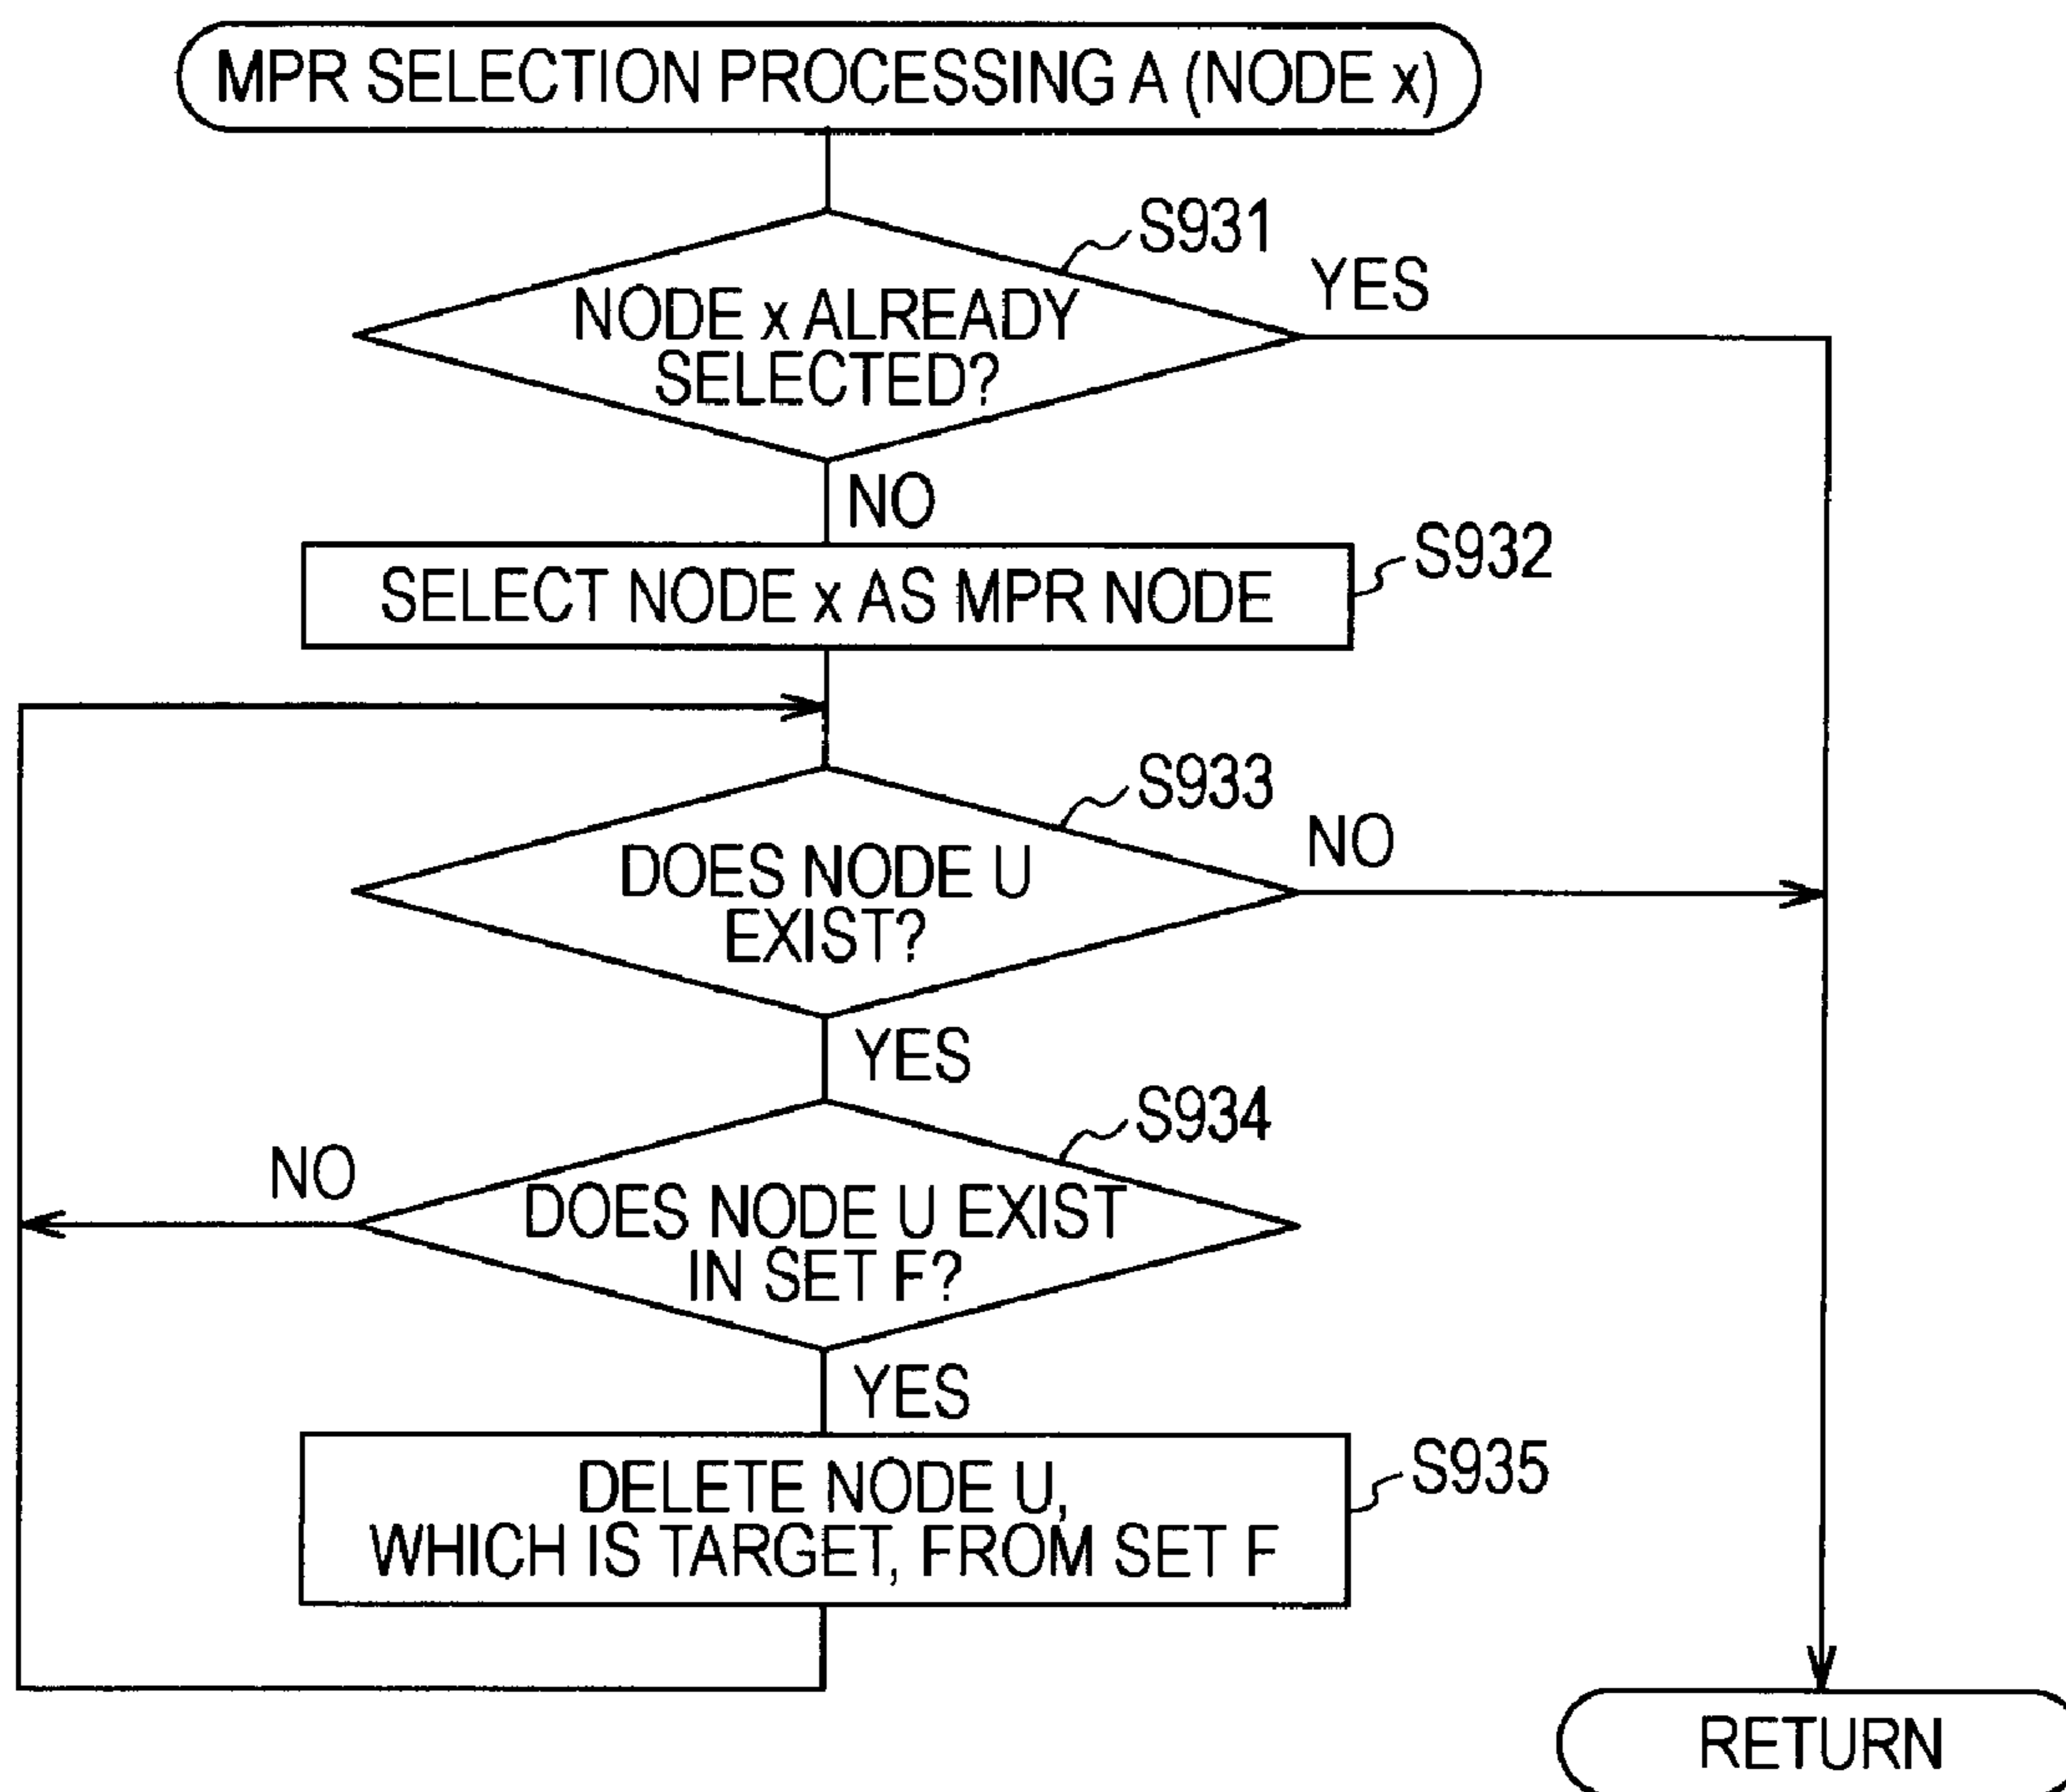 MPR SELECTION PROCESSING A (NODE x)
S931
YES
NODE x ALREADY
SELECTED?
NO
S932
SELECT NODE x AS MPR NODE
S933
NO
DOES NODE U
EXIST?
YES
S934
NO
DOES NODE U EXIST
IN SET F?
YES
S935
DELETE NODE U,
WHICH IS TARGET, FROM SET F
RETURN